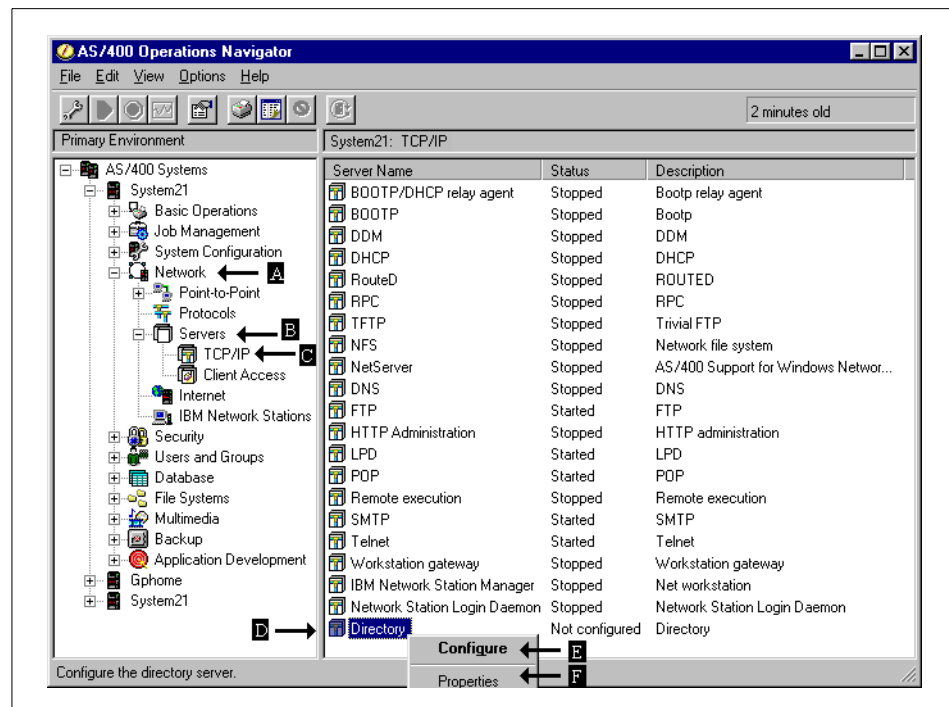 AS/400 Operations Navigator
File Edit View Options Help
2 minutes old
Primary Environment
System21: TCP/IP
AS/400 Systems
System21
Basic Operations
Job Management
System Configuration
Network A
Point-to-Point
Protocols
Servers B
TCP/IP C
Client Access
Internet
IBM Network Stations
Security
Users and Groups
Database
File Systems
Multimedia
Backup
Application Development
Gphome
System21
Server Name Status Description
BOOTP/DHCP relay agent Stopped Bootp relay agent
BOOTP Stopped Bootp
DDM Stopped DDM
DHCP Stopped DHCP
RouteD Stopped ROUTED
RPC Stopped RPC
TFTP Stopped Trivial FTP
NFS Stopped Network file system
NetServer Stopped AS/400 Support for Windows Networ...
DNS Stopped DNS
FTP Started FTP
HTTP Administration Stopped HTTP administration
LPD Started LPD
POP Started POP
Remote execution Stopped Remote execution
SMTP Started SMTP
Telnet Started Telnet
Workstation gateway Stopped Workstation gateway
IBM Network Station Manager Stopped Net workstation
Network Station Login Daemon Stopped Network Station Login Daemon
D Directory Not configured Directory
Configure E
Properties F
Configure the directory server.